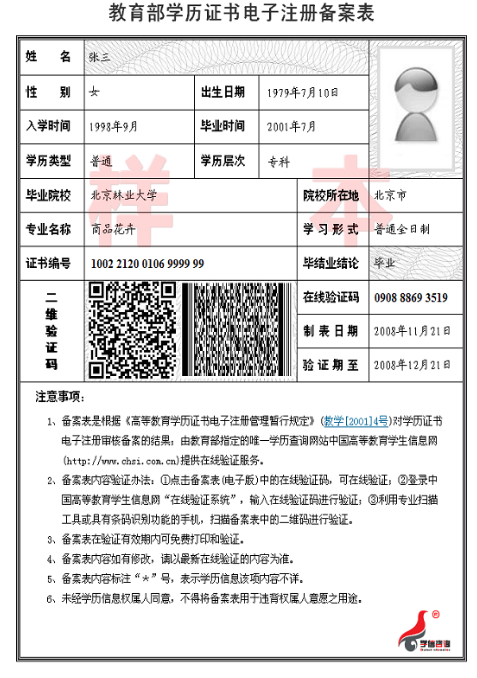 教育部学历证书电子注册备案表
姓 名 张三
性 别 女 出生日期 1979年7月10日
入学时间 1998年9月 毕业时间 2001年7月
学历类型 普通 学历层次 专科
样本
毕业院校 北京林业大学 院校所在地 北京市
专业名称 商品花卉 学习形式 普通全日制
证书编号 1002 2120 0106 9999 99 毕结业结论 毕业
二维验证码 在线验证码 0908 8869 3519
制表日期 2008年11月21日
验证期至 2008年12月21日
注意事项：
1、备案表是根据《高等教育学历证书电子注册管理暂行规定》(教学[2001]4号)对学历证书
电子注册审核备案的结果；由教育部指定的唯一学历查询网站中国高等教育学生信息网
(http://www.chsi.com.cn)提供在线验证服务。
2、备案表内容验证办法：①点击备案表(电子版)中的在线验证码，可在线验证；②登录中
国高等教育学生信息网“在线验证系统”，输入在线验证码进行验证；③利用专业扫描
工具或具有条码识别功能的手机，扫描备案表中的二维码进行验证。
3、备案表在验证有效期内可免费打印和验证。
4、备案表内容如有修改，请以最新在线验证的内容为准。
5、备案表内容标注“＊”号，表示学历信息该项内容不详。
6、未经学历信息权属人同意，不得将备案表用于违背权属人意愿之用途。
学信咨询